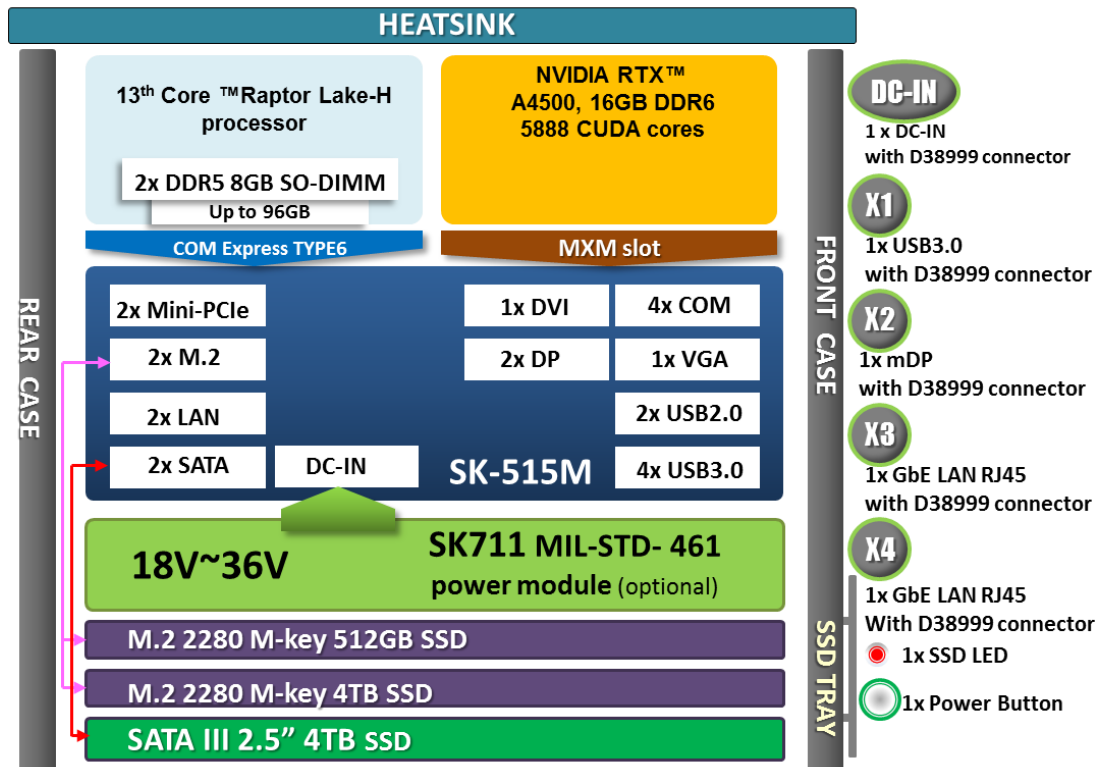 HEATSINK
REAR CASE
13th Core ™Raptor Lake-H
processor
2x DDR5 8GB SO-DIMM
Up to 96GB
COM Express TYPE6
NVIDIA RTX™
A4500, 16GB DDR6
5888 CUDA cores
MXM slot
2x Mini-PCIe
2x M.2
2x LAN
2x SATA
DC-IN
SK-515M
1x DVI
2x DP
4x COM
1x VGA
2x USB2.0
4x USB3.0
18V~36V
SK711 MIL-STD- 461
power module (optional)
M.2 2280 M-key 512GB SSD
M.2 2280 M-key 4TB SSD
SATA III 2.5” 4TB SSD
FRONT CASE
SSD TRAY
DC-IN
1 x DC-IN
with D38999 connector
X1
1x USB3.0
with D38999 connector
X2
1x mDP
with D38999 connector
X3
1x GbE LAN RJ45
with D38999 connector
X4
1x GbE LAN RJ45
With D38999 connector
1x SSD LED
1x Power Button